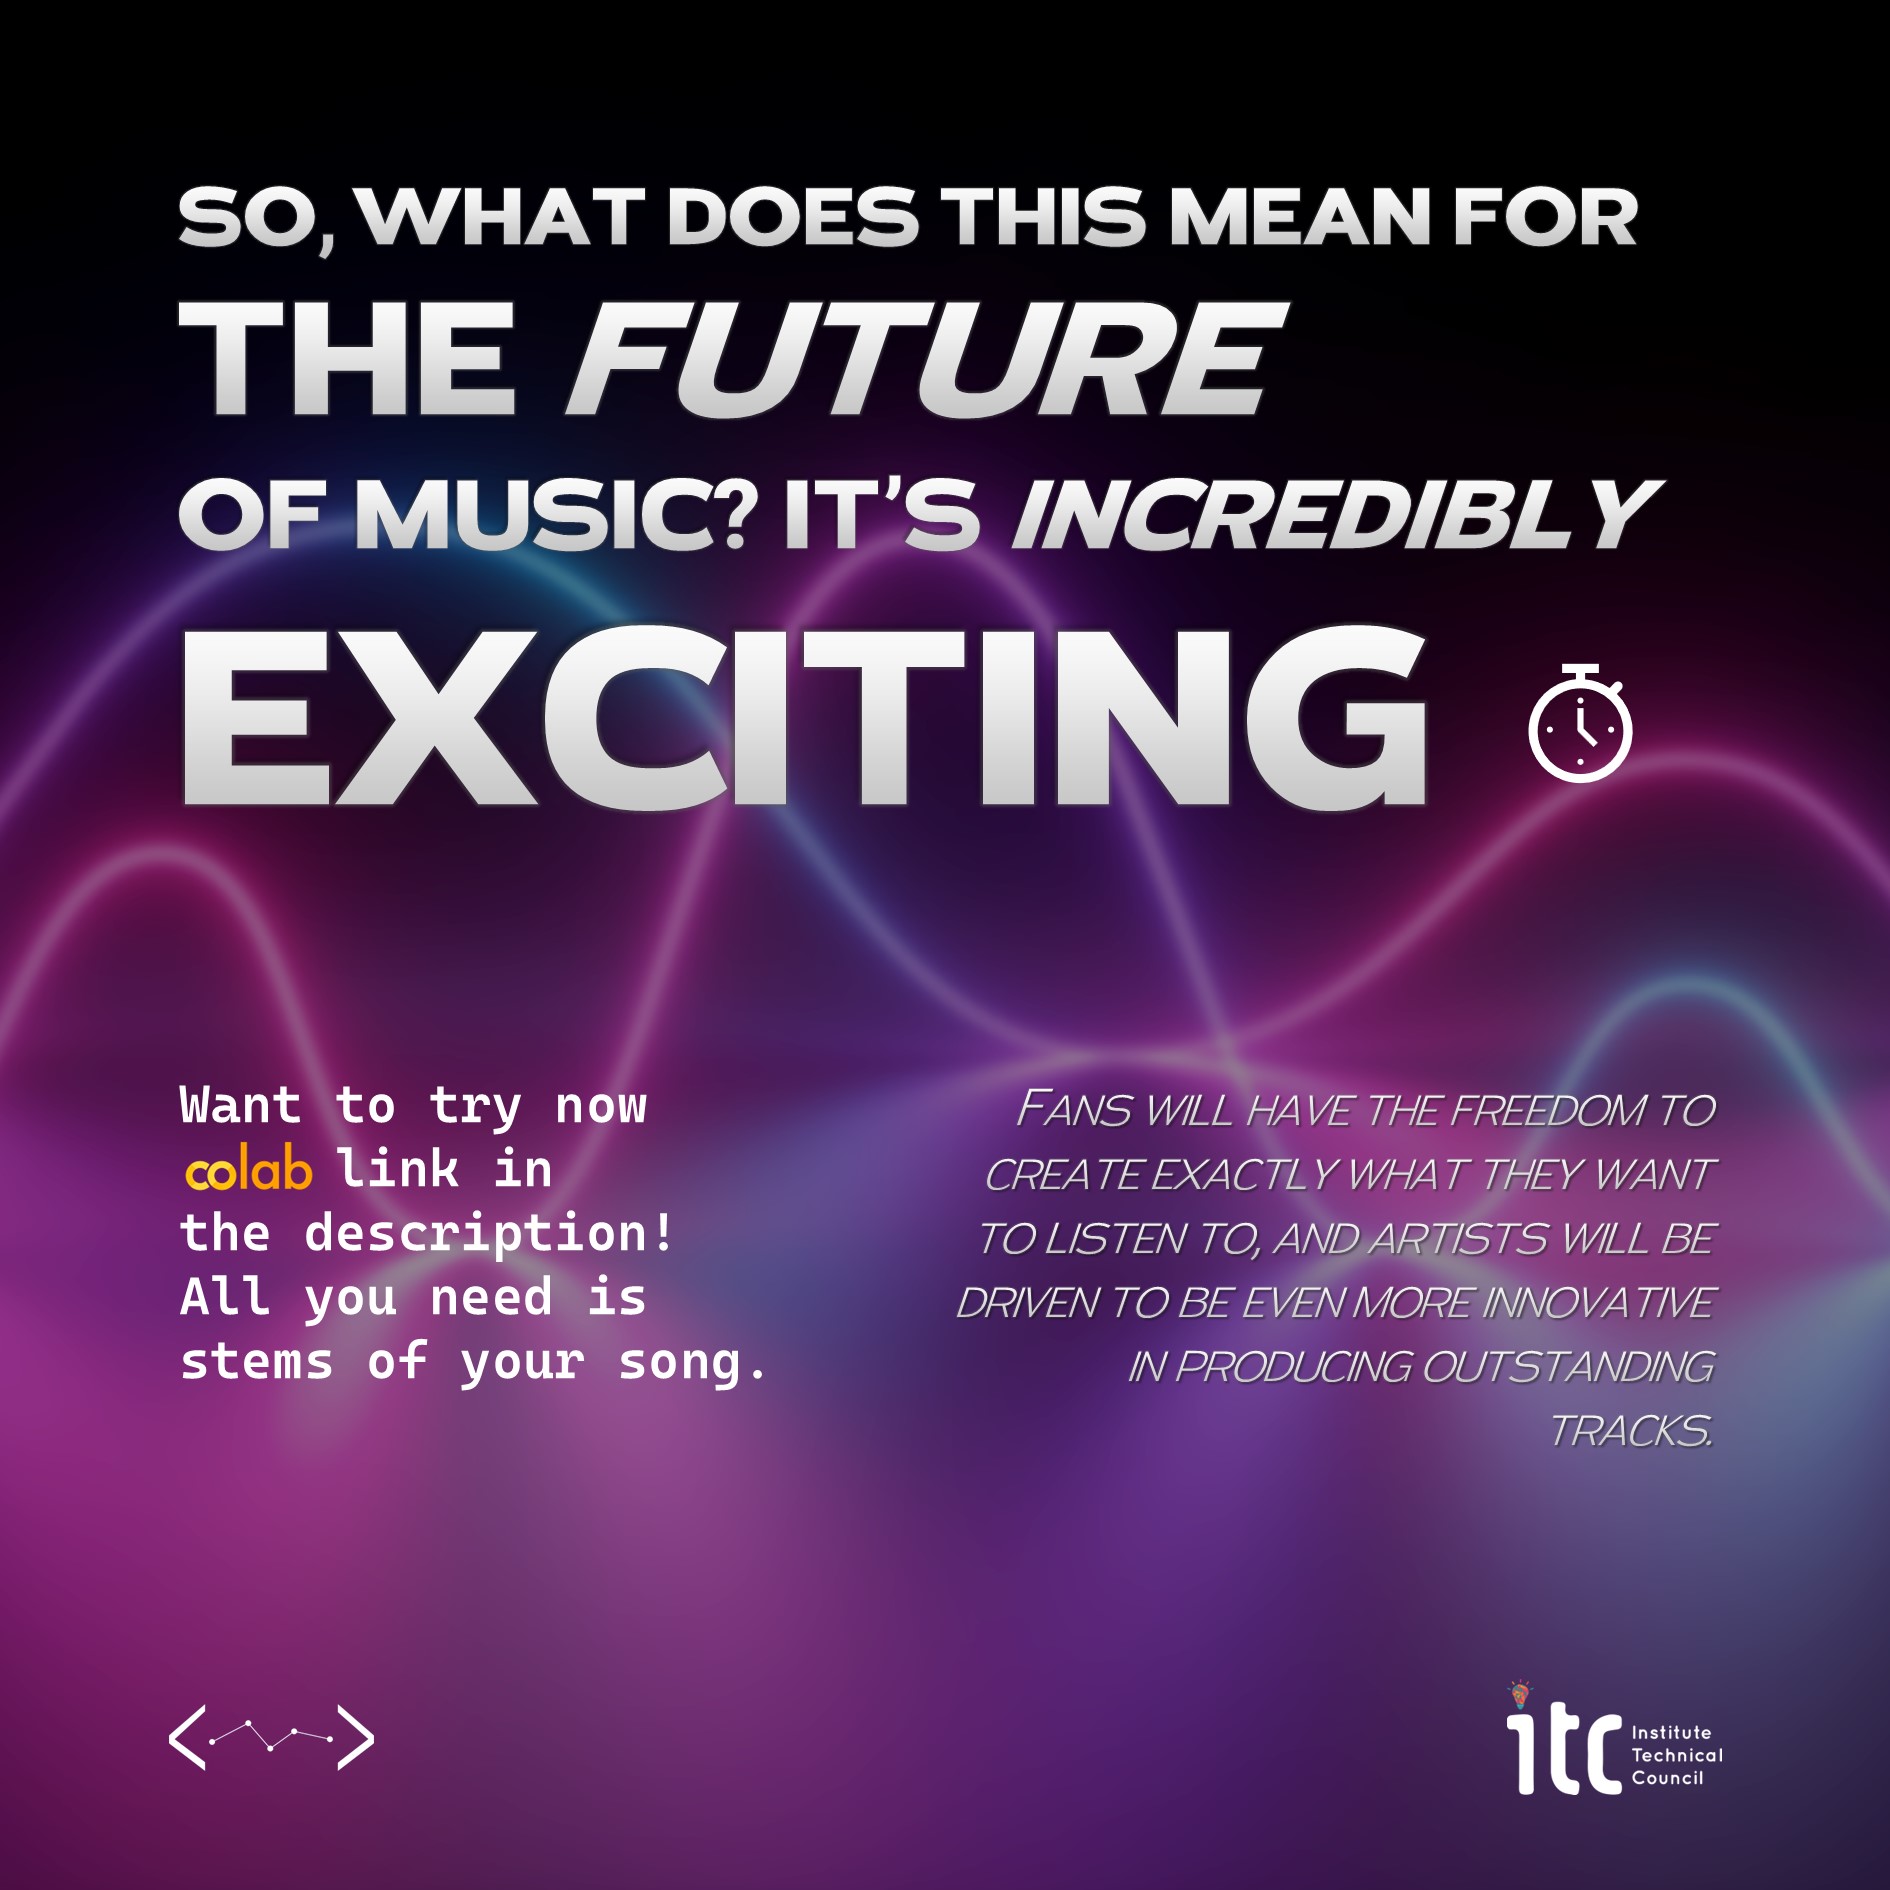 SO, WHAT DOES THIS MEAN FOR
THE FUTURE
OF MUSIC? IT'S INCREDIBLY
EXCITING
Want to try now
colab link in
the description!
All you need is
stems of your song.
FANS WILL HAVE THE FREEDOM TO
CREATE EXACTLY WHAT THEY WANT
TO LISTEN TO, AND ARTISTS WILL BE
DRIVEN TO BE EVEN MORE INNOVATIVE
IN PRODUCING OUTSTANDING
TRACKS.
itc
Institute
Technical
Council